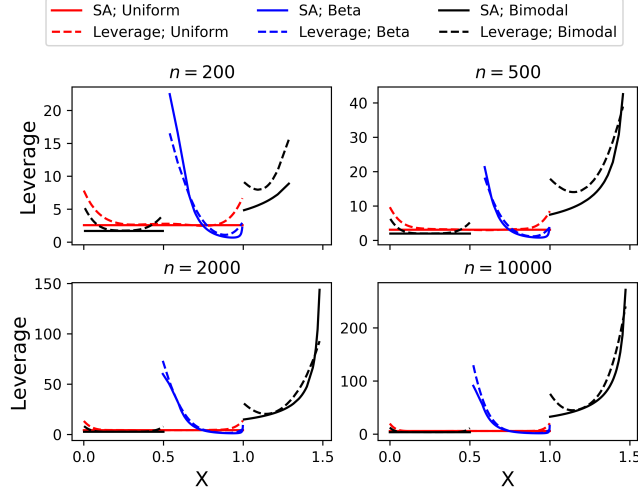 SA; Uniform SA; Beta SA; Bimodal
Leverage; Uniform Leverage; Beta Leverage; Bimodal
n = 200 n = 500
20
15
10
5
0
Leverage
40
30
20
10
0
n = 2000 n = 10000
150
100
50
0
Leverage
200
100
0
0.0 0.5 1.0 1.5 0.0 0.5 1.0 1.5
X X